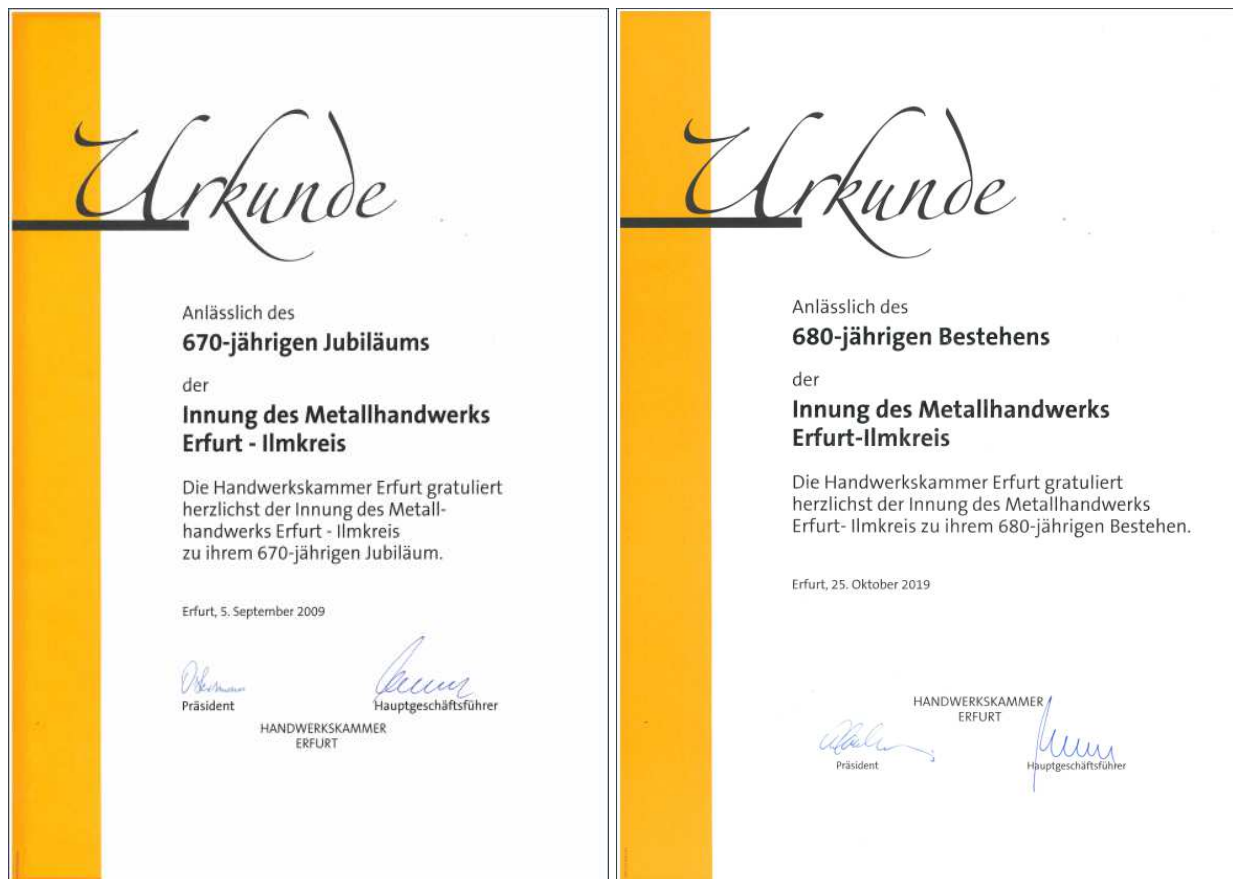 Urkunde
Anlässlich des
670-jährigen Jubiläums
der
Innung des Metallhandwerks
Erfurt - Ilmkreis
Die Handwerkskammer Erfurt gratuliert
herzlichst der Innung des Metall-
handwerks Erfurt - Ilmkreis
zu ihrem 670-jährigen Jubiläum.
Erfurt, 5. September 2009
Präsident
Hauptgeschäftsführer
HANDWERKSKAMMER
ERFURT
Urkunde
Anlässlich des
680-jährigen Bestehens
der
Innung des Metallhandwerks
Erfurt-Ilmkreis
Die Handwerkskammer Erfurt gratuliert
herzlichst der Innung des Metallhandwerks
Erfurt- Ilmkreis zu ihrem 680-jährigen Bestehen.
Erfurt, 25. Oktober 2019
HANDWERKSKAMMER
ERFURT
Präsident
Hauptgeschäftsführer